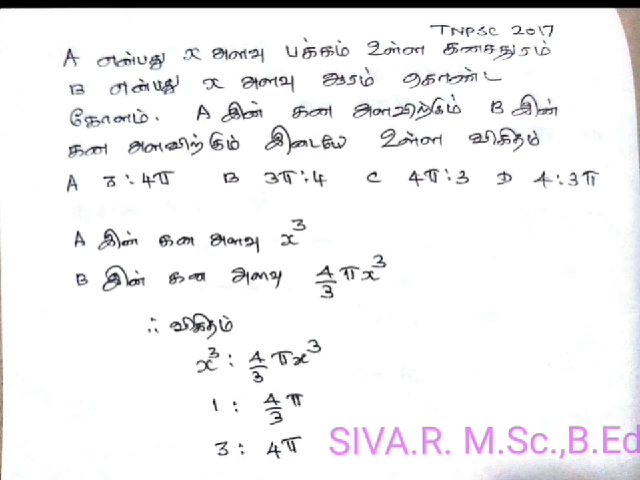 TNPSC 2017
A என்பது x அளவு பக்கம் உள்ள கனசதுரம்
B என்பது x அளவு ஆரம் கொண்ட
கோளம். A இன் கன அளவிற்கும் B இன்
கன அளவிற்கும் இடையே உள்ள விகிதம்
A 3 : 4π B 3π : 4 C 4π : 3 D 4 : 3π
A இன் கன அளவு x³
B இன் கன அளவு 4/3 πx³
∴ விகிதம்
x³ : 4/3 πx³
1 : 4/3 π
3 : 4π
SIVA.R. M.Sc.,B.Ed